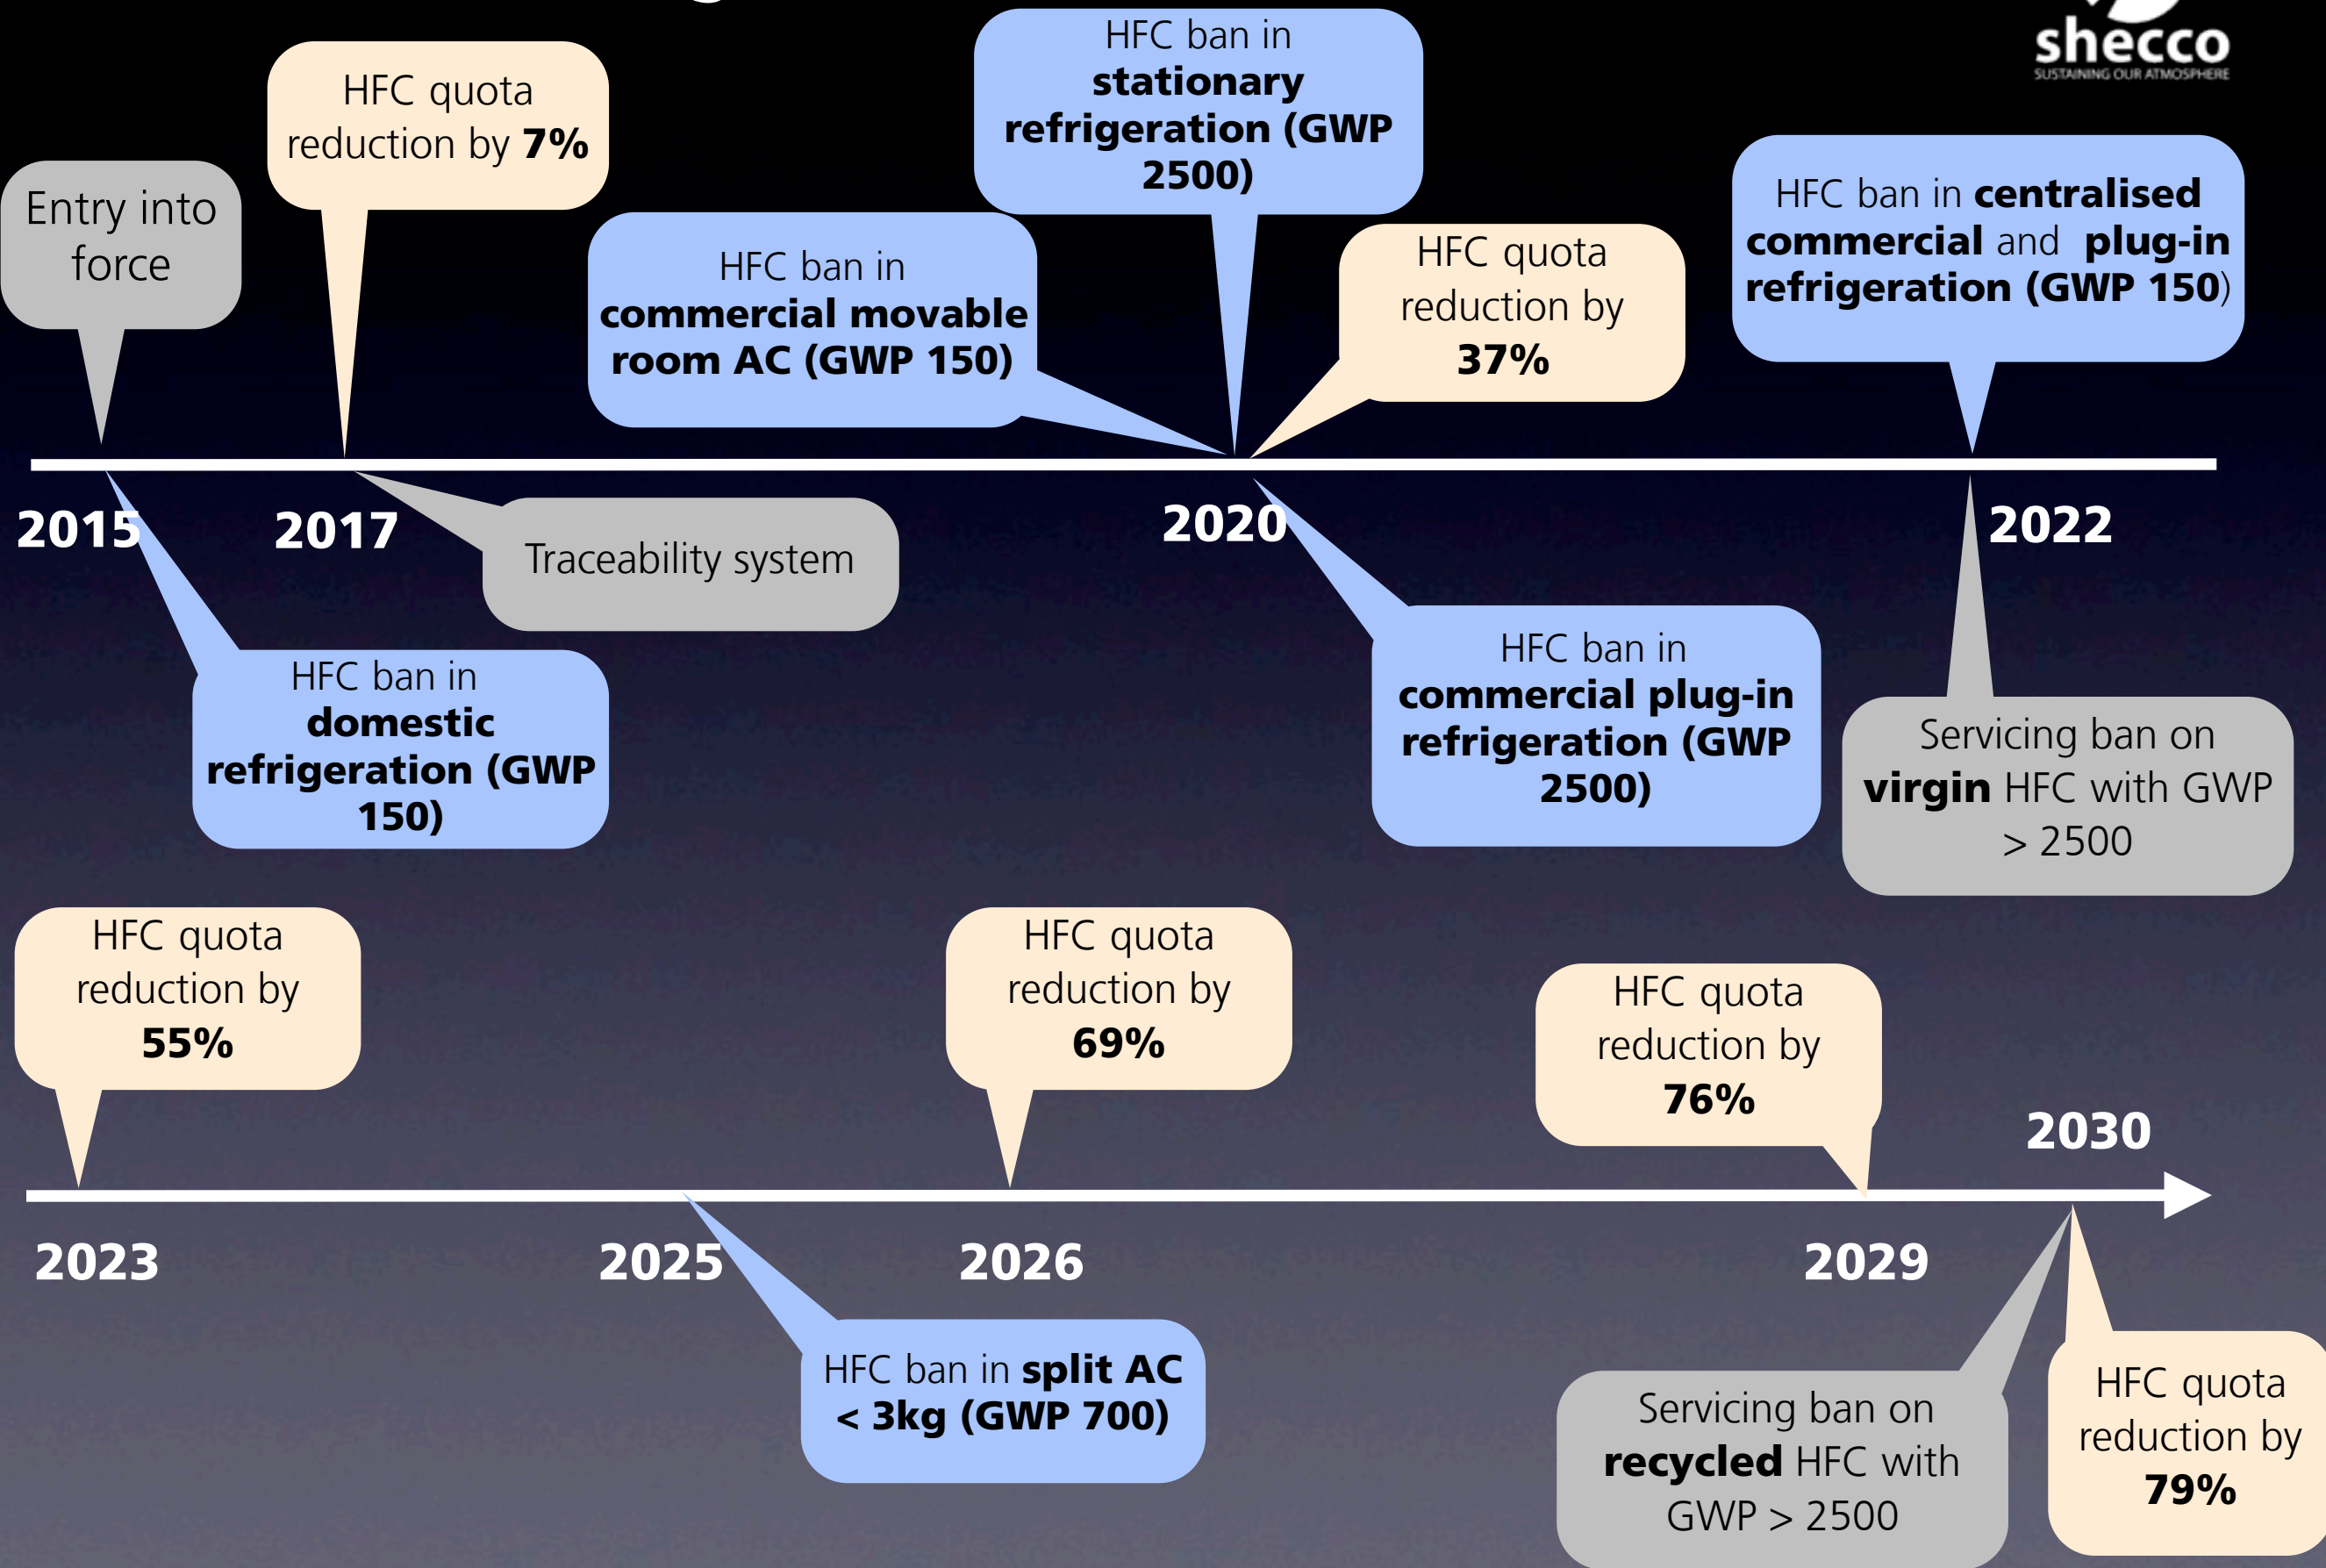 shecco
SUSTAINING OUR ATMOSPHERE
Entry into
force
HFC quota
reduction by 7%
HFC ban in
commercial movable
room AC (GWP 150)
HFC ban in
stationary
refrigeration (GWP
2500)
HFC quota
reduction by
37%
HFC ban in centralised
commercial and plug-in
refrigeration (GWP 150)
2015
2017
2020
2022
Traceability system
HFC ban in
domestic
refrigeration (GWP
150)
HFC ban in
commercial plug-in
refrigeration (GWP
2500)
Servicing ban on
virgin HFC with GWP
> 2500
HFC quota
reduction by
55%
HFC quota
reduction by
69%
HFC quota
reduction by
76%
2030
2023
2025
2026
2029
HFC ban in split AC
< 3kg (GWP 700)
Servicing ban on
recycled HFC with
GWP > 2500
HFC quota
reduction by
79%